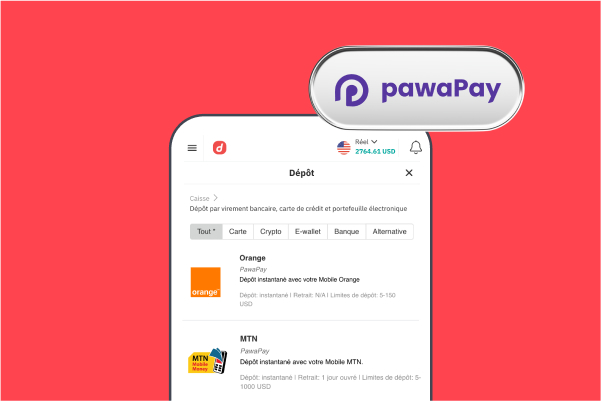 pawaPay
Réel
2764.61 USD
Dépôt
Caisse
Dépôt par virement bancaire, carte de crédit et portefeuille électronique
Tout * Carte Crypto E-wallet Banque Alternative
Orange
PawaPay
Dépôt instantané avec votre Mobile Orange
orange™
Dépôt: instantané | Retrait: N/A | Limites de dépôt: 5-150
USD
MTN
PawaPay
MTN
Mobile
Money
Dépôt instantané avec votre Mobile MTN.
Dépôt: instantané | Retrait: 1 jour ouvré | Limites de dépôt: 5-
1000 USD